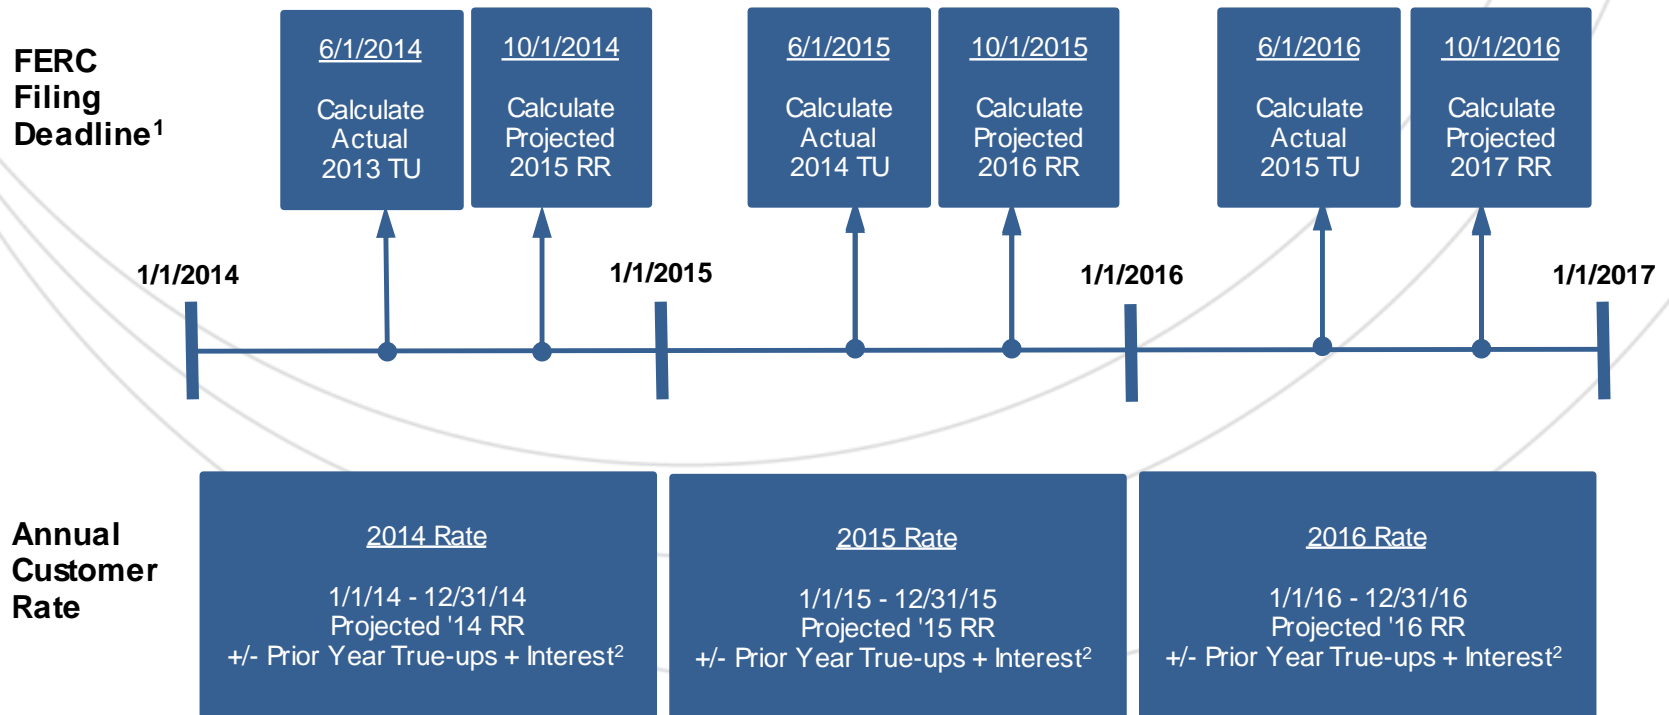 FERC
Filing
Deadline¹
6/1/2014
Calculate
Actual
2013 TU
10/1/2014
Calculate
Projected
2015 RR
6/1/2015
Calculate
Actual
2014 TU
10/1/2015
Calculate
Projected
2016 RR
6/1/2016
Calculate
Actual
2015 TU
10/1/2016
Calculate
Projected
2017 RR
1/1/2014
1/1/2015
1/1/2016
1/1/2017
Annual
Customer
Rate
2014 Rate
1/1/14 - 12/31/14
Projected '14 RR
+/- Prior Year True-ups + Interest²
2015 Rate
1/1/15 - 12/31/15
Projected '15 RR
+/- Prior Year True-ups + Interest²
2016 Rate
1/1/16 - 12/31/16
Projected '16 RR
+/- Prior Year True-ups + Interest²